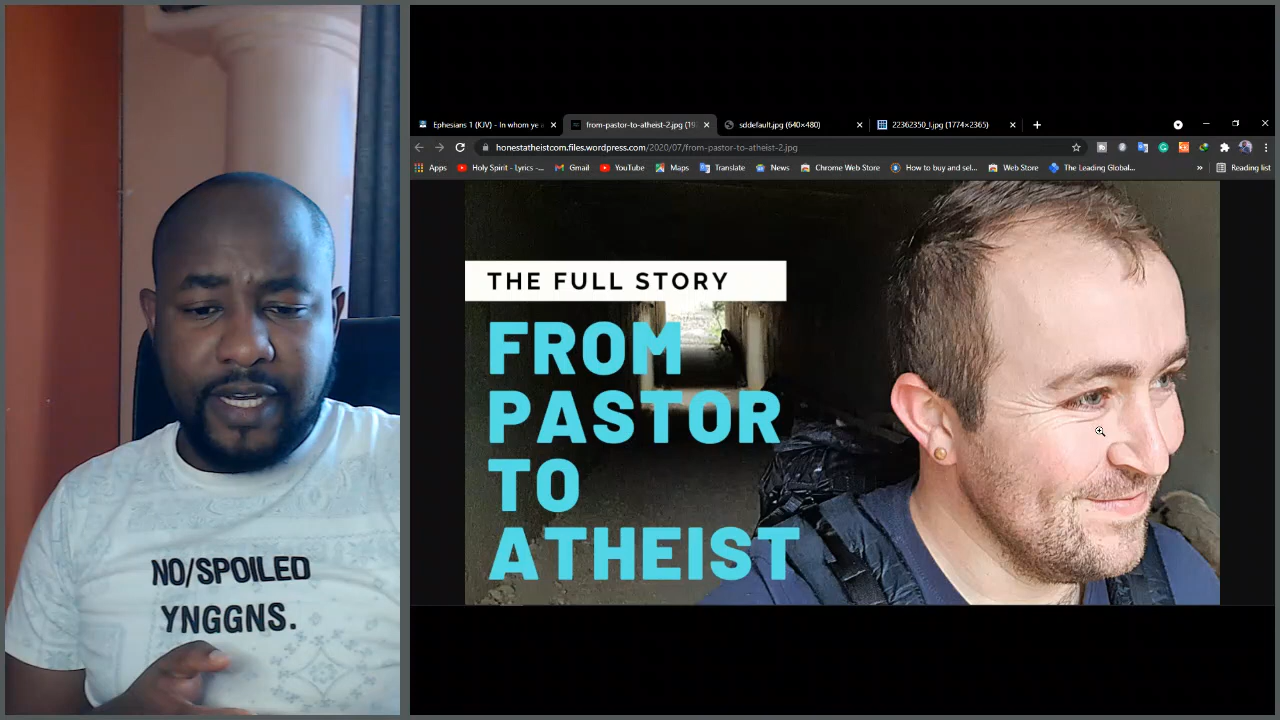 NO/SPOILED
YNGGNS.
Ephesians 1 (KJV) - In whom ye a
from-pastor-to-atheist-2.jpg (19
sddefault.jpg (640×480)
22362350_f.jpg (1774×2365)
honestatheistcom.files.wordpress.com/2020/07/from-pastor-to-atheist-2.jpg
Apps
Holy Spirit - Lyrics -...
Gmail
YouTube
Maps
Translate
News
Chrome Web Store
How to buy and sel...
Web Store
The Leading Global...
»
Reading list
THE FULL STORY
FROM
PASTOR
TO
ATHEIST